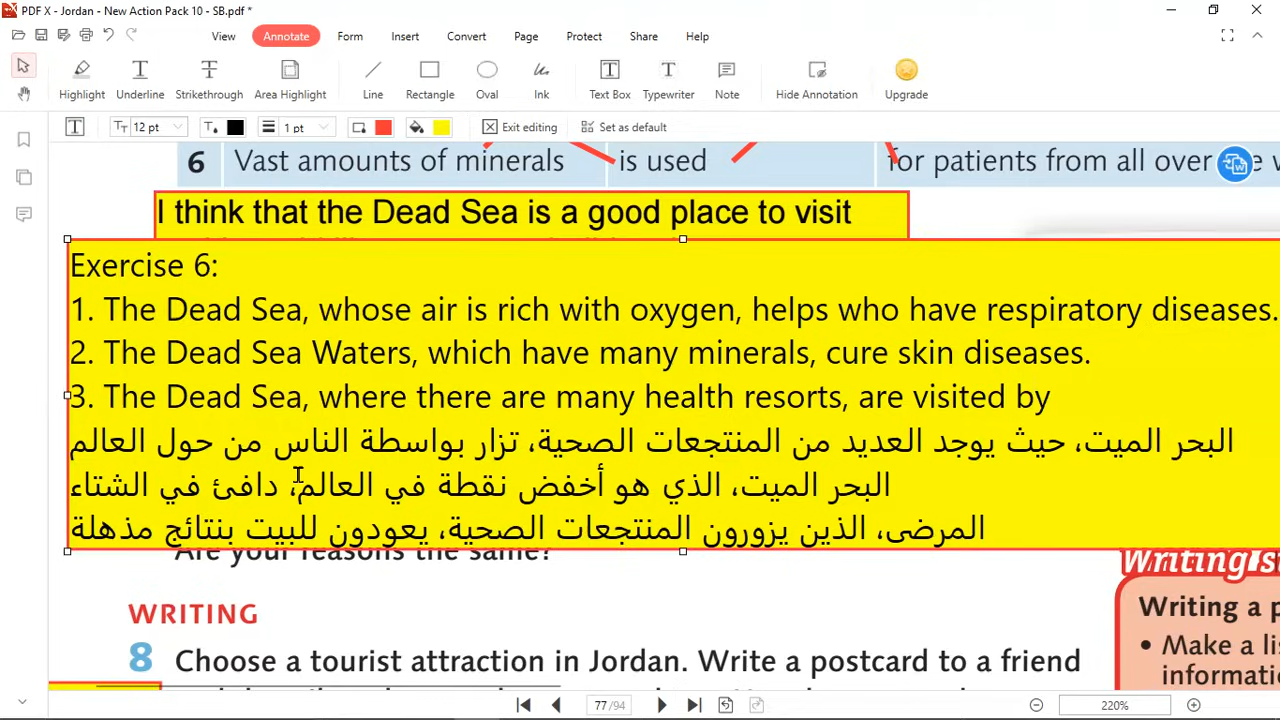 PDF X - Jordan - New Action Pack 10 - SB.pdf *
View Annotate Form Insert Convert Page Protect Share Help
Highlight Underline Strikethrough Area Highlight Line Rectangle Oval Ink Text Box Typewriter Note Hide Annotation Upgrade
12 pt 1 pt Exit editing Set as default
6 Vast amounts of minerals is used for patients from all over
I think that the Dead Sea is a good place to visit
Exercise 6:
1. The Dead Sea, whose air is rich with oxygen, helps who have respiratory diseases.
2. The Dead Sea Waters, which have many minerals, cure skin diseases.
3. The Dead Sea, where there are many health resorts, are visited by
البحر الميت، حيث يوجد العديد من المنتجعات الصحية، تزار بواسطة الناس من حول العالم
البحر الميت، الذي هو أخفض نقطة في العالم، دافئ في الشتاء
المرضى، الذين يزورون المنتجعات الصحية، يعودون للبيت بنتائج مذهلة
Are your reasons the same?
WRITING
Writing
8 Choose a tourist attraction in Jordan. Write a postcard to a friend
Writing a
• Make a
77 /94
220%